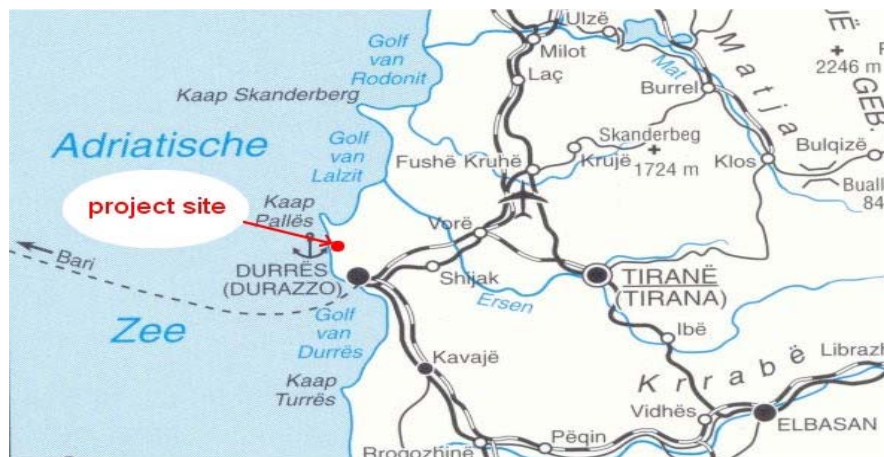 Ulzë
Milot
Laç
Golf
van
Rodonit
Mat
Burrel
Matja
2246 m
GEB.
Kaap Skanderberg
Skanderbeg
1724 m
Bulqizë
Adriatische
Golf
van
Lalzit
Fushë Kruhë
Krujë
Klos
84
project site
Kaap
Pallës
Vorë
Bari
DURRËS
(DURAZZO)
Shijak
TIRANË
(TIRANA)
Ersen
Zee
Golf
van
Durrës
Ibë
Kavajë
Krrabë
Kaap
Turrës
Vidhës
ELBASAN
Pëqin